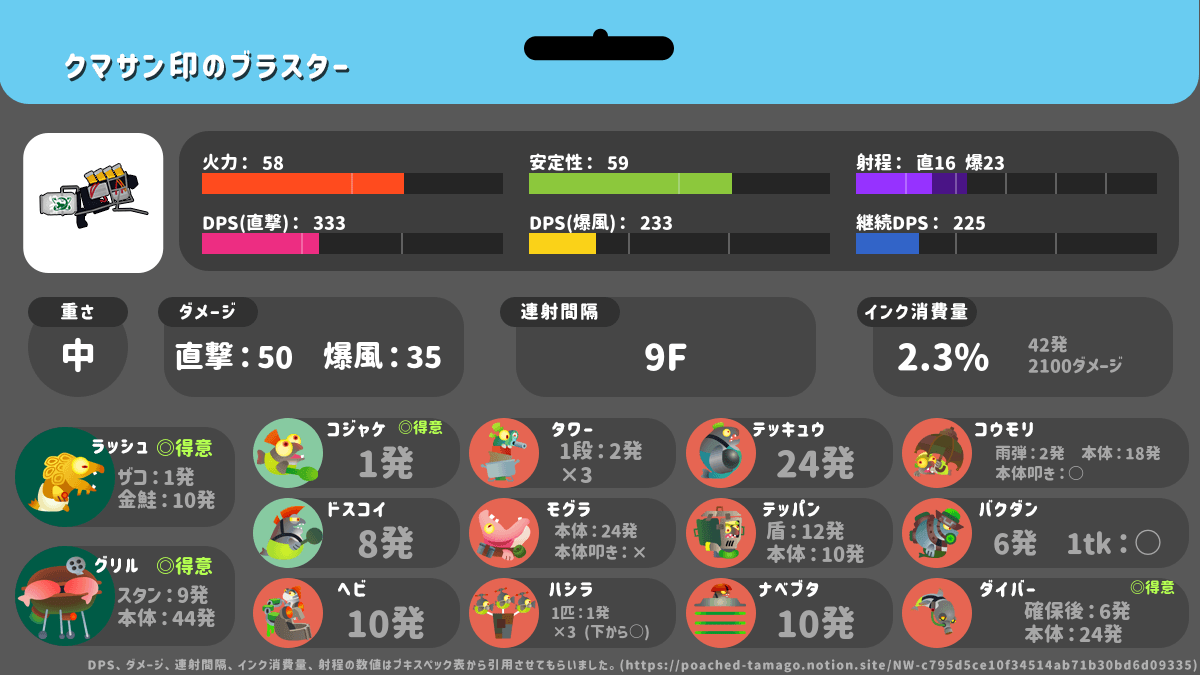 クマサン印のブラスター
火力： 58
安定性： 59
射程： 直16 爆23
DPS(直撃)： 333
DPS(爆風)： 233
継続DPS： 225
重さ
中
ダメージ
直撃：50　爆風：35
連射間隔
9F
インク消費量
2.3%
42発
2100ダメージ
ラッシュ ◎得意
ザコ：1発
金鮭：10発
グリル ◎得意
スタン：9発
本体：44発
コジャケ ◎得意
1発
タワー
1段：2発
×3
テッキュウ
24発
コウモリ
雨弾：2発　本体：18発
本体叩き：○
ドスコイ
8発
モグラ
本体：24発
本体叩き：×
テッパン
盾：12発
本体：10発
バクダン
6発　1tk：○
ヘビ
10発
ハシラ
1匹：1発
×3 (下から○)
ナベブタ
10発
ダイバー ◎得意
確保後：6発
本体：24発
DPS、ダメージ、連射間隔、インク消費量、射程の数値はブキスペック表から引用させてもらいました。(https://poached-tamago.notion.site/NW-c795d5ce10f34514ab71b30bd6d09335)